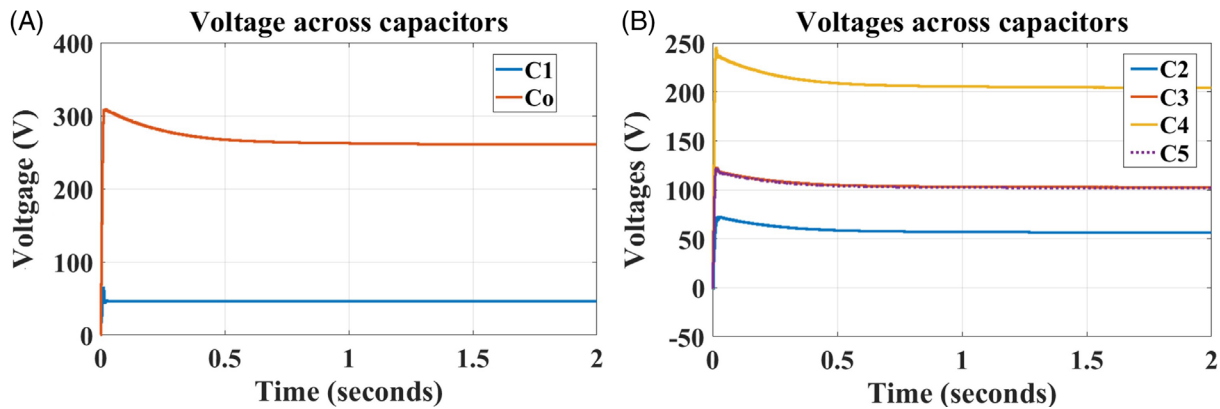 (A)
Voltage across capacitors
400
300
200
100
0
Voltgage (V)
C1
Co
0
0.5
1
1.5
2
Time (seconds)
(B)
Voltages across capacitors
250
200
150
100
50
0
-50
Voltages (V)
C2
C3
C4
C5
0
0.5
1
1.5
2
Time (seconds)